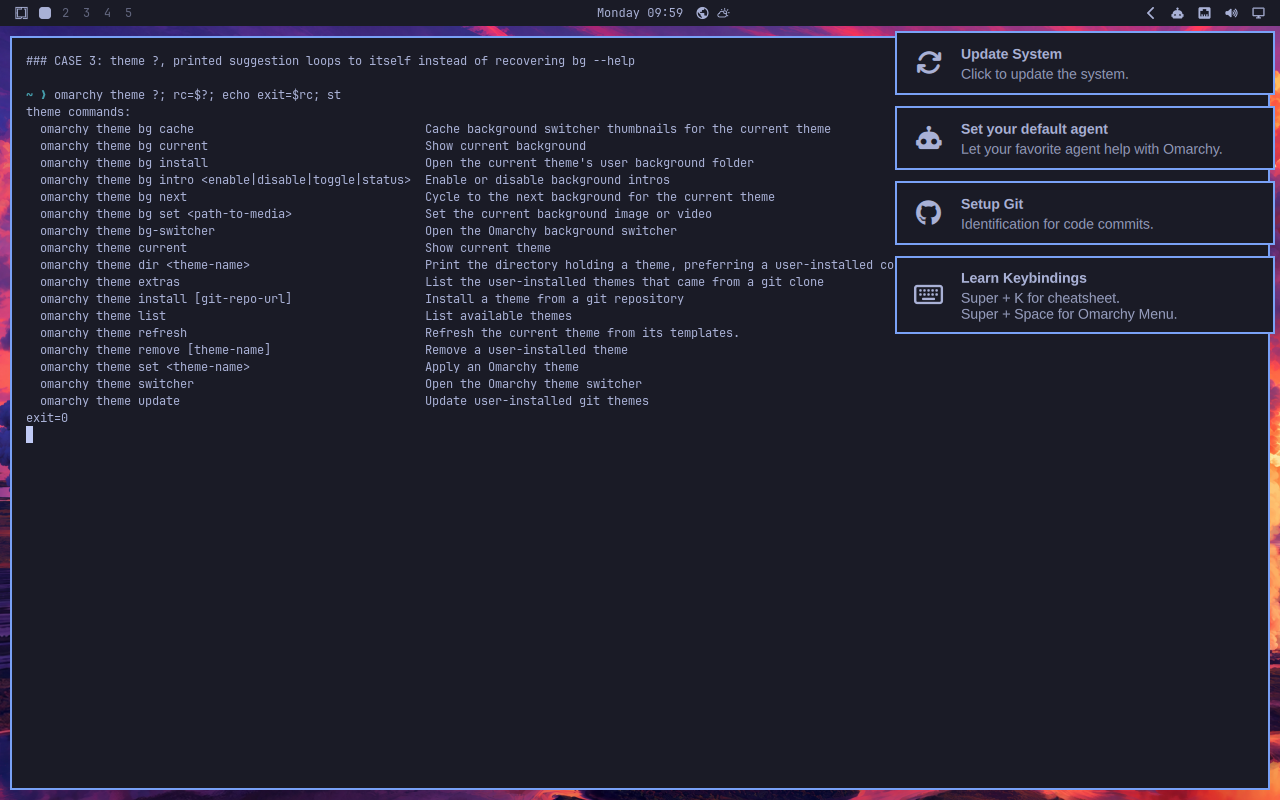 2 3 4 5
Monday 09:59
### CASE 3: theme ?, printed suggestion loops to itself instead of recovering bg --help
~ ❯ omarchy theme ?; rc=$?; echo exit=$rc; st
theme commands:
omarchy theme bg cache Cache background switcher thumbnails for the current theme
omarchy theme bg current Show current background
omarchy theme bg install Open the current theme's user background folder
omarchy theme bg intro <enable|disable|toggle|status> Enable or disable background intros
omarchy theme bg next Cycle to the next background for the current theme
omarchy theme bg set <path-to-media> Set the current background image or video
omarchy theme bg-switcher Open the Omarchy background switcher
omarchy theme current Show current theme
omarchy theme dir <theme-name> Print the directory holding a theme, preferring a user-installed co
omarchy theme extras List the user-installed themes that came from a git clone
omarchy theme install [git-repo-url] Install a theme from a git repository
omarchy theme list List available themes
omarchy theme refresh Refresh the current theme from its templates.
omarchy theme remove [theme-name] Remove a user-installed theme
omarchy theme set <theme-name> Apply an Omarchy theme
omarchy theme switcher Open the Omarchy theme switcher
omarchy theme update Update user-installed git themes
exit=0
Update System
Click to update the system.
Set your default agent
Let your favorite agent help with Omarchy.
Setup Git
Identification for code commits.
Learn Keybindings
Super + K for cheatsheet.
Super + Space for Omarchy Menu.